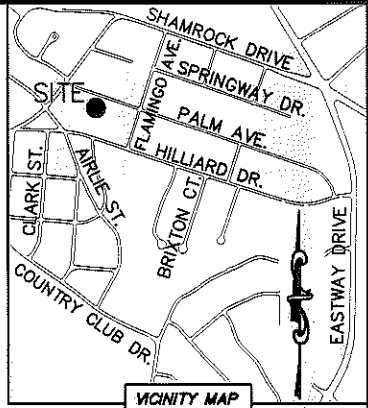 SHAMROCK DRIVE
AVE.
SPRINGWAY DR.
SITE
FLAMINGO
PALM AVE.
HILLIARD DR.
CLARK ST.
AIRLIE ST.
BRIXTON CT.
EASTWAY DRIVE
COUNTRY CLUB DR.
VICINITY MAP